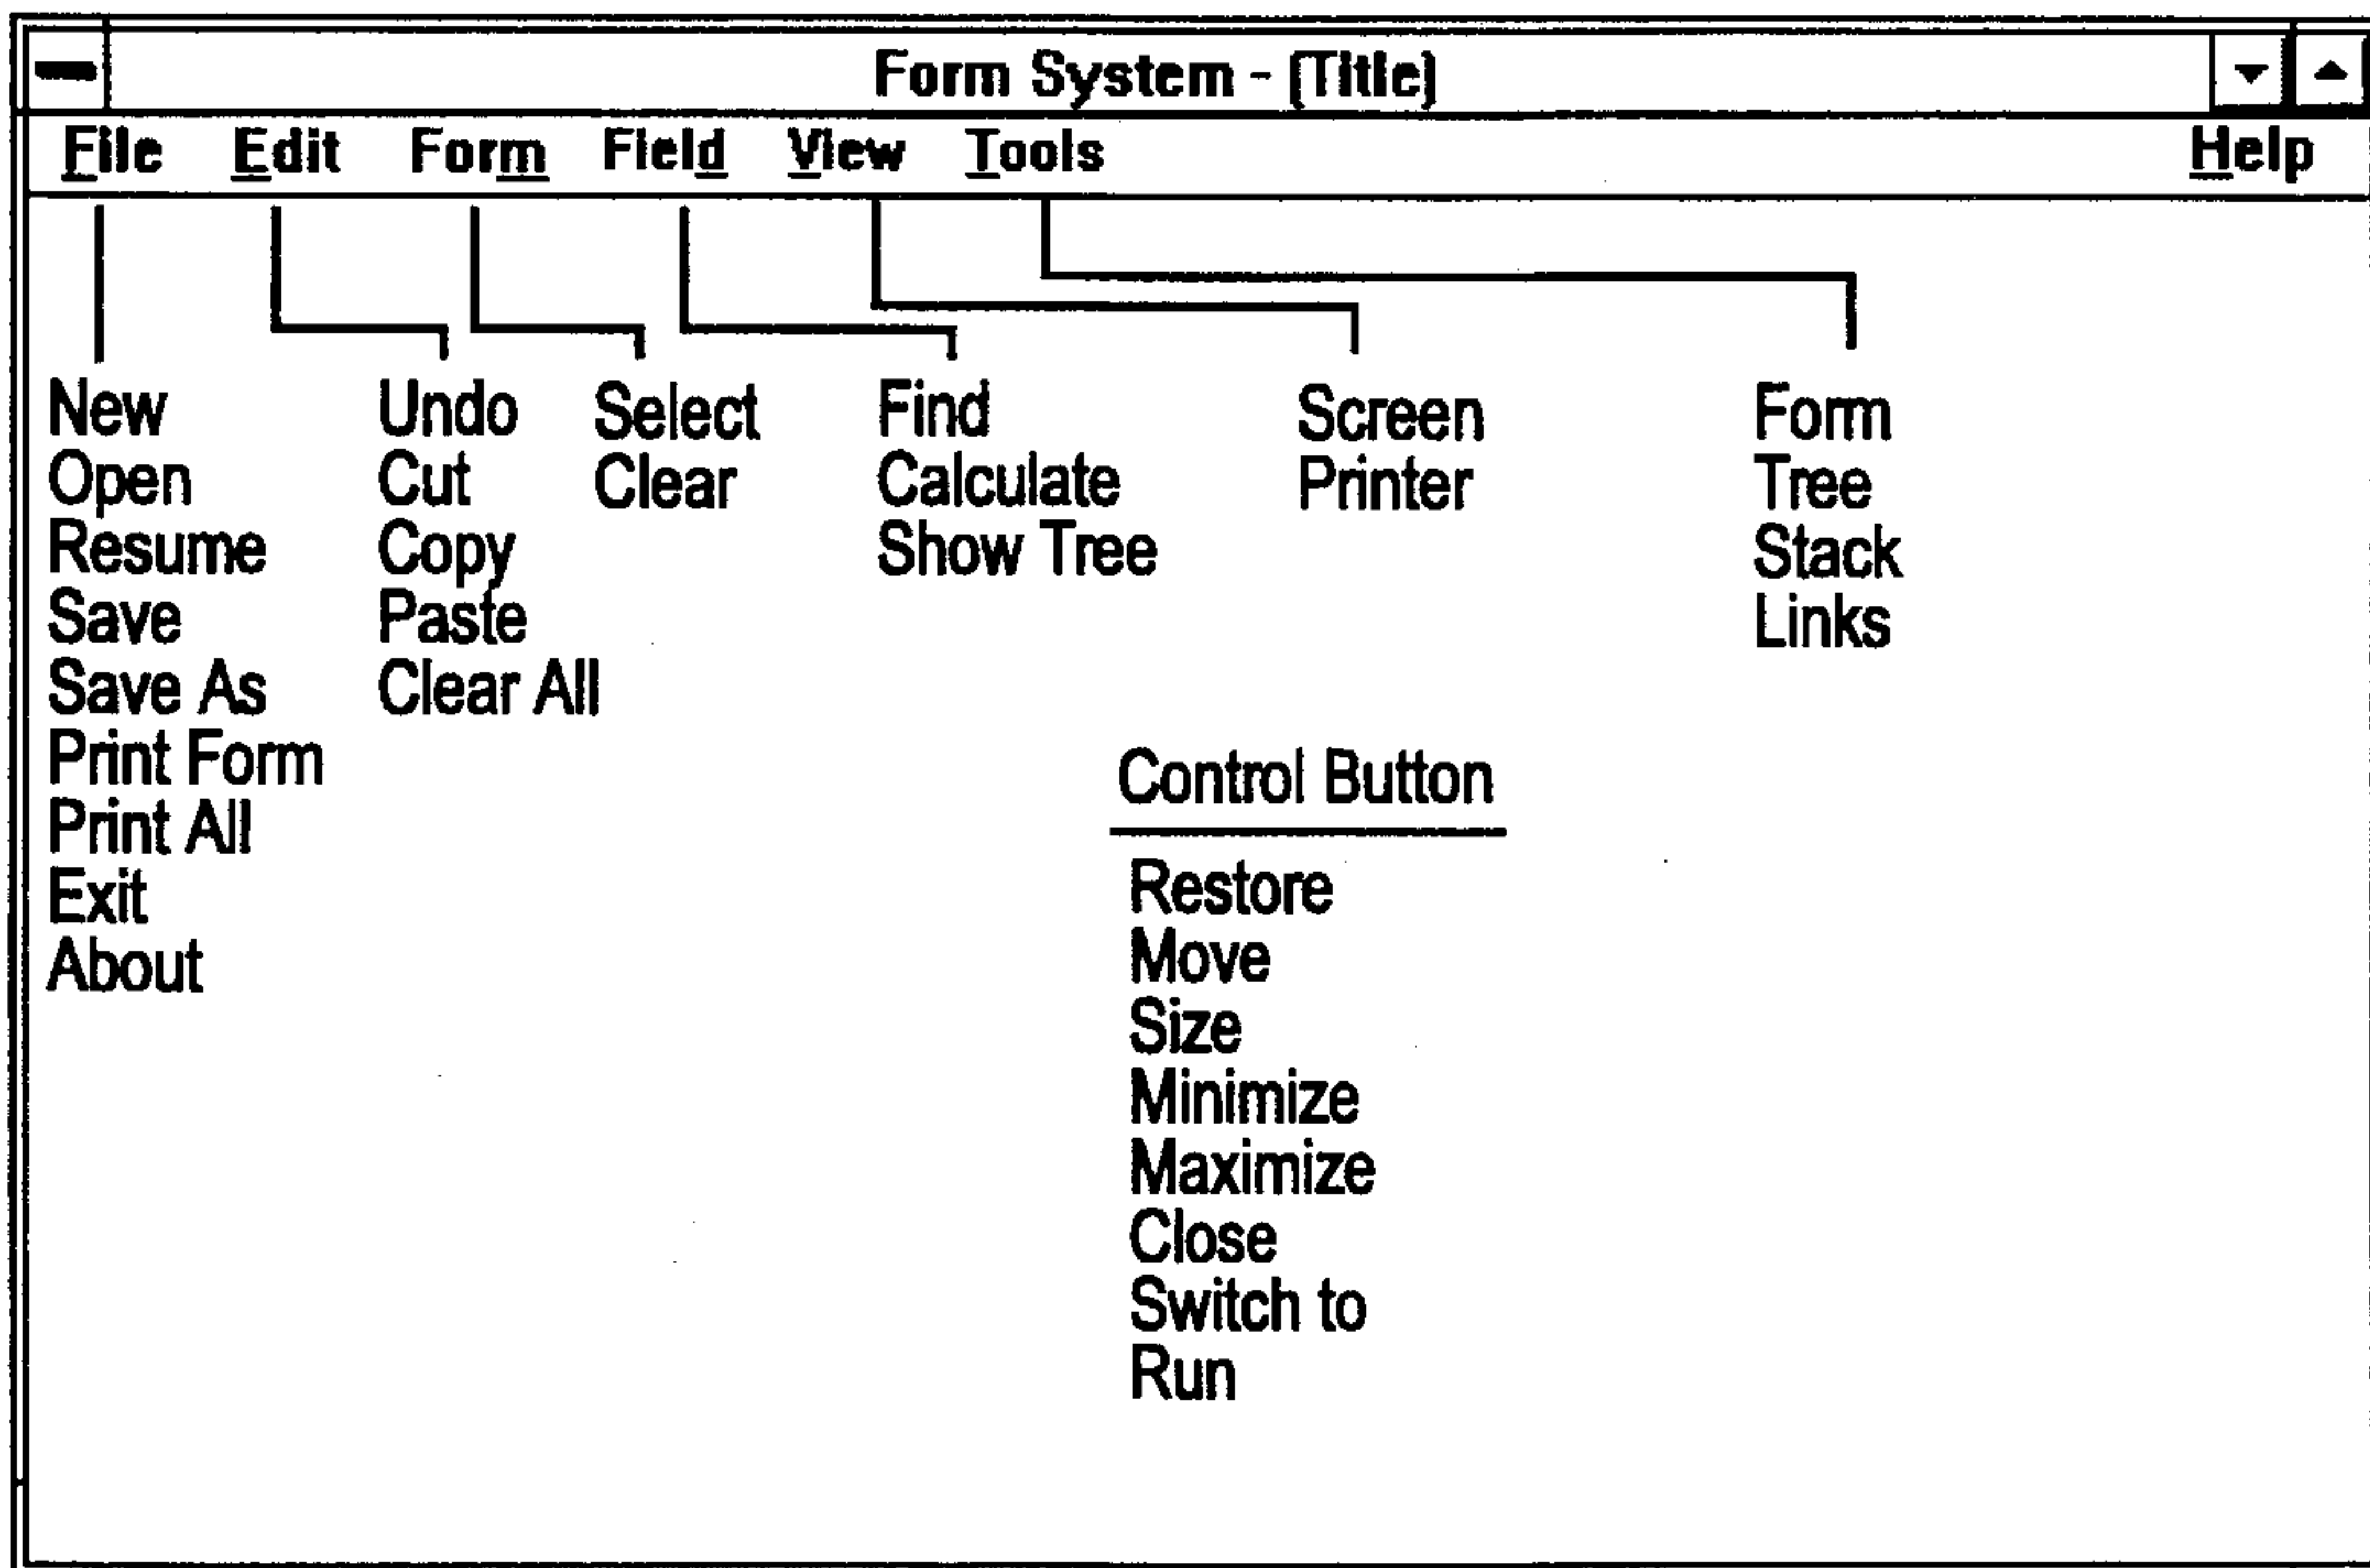 Form System - [Title]
File Edit Form Field View Tools Help
New Undo Select Find Screen Form
Open Cut Clear Calculate Printer Tree
Resume Copy Show Tree Stack
Save Paste Links
Save As Clear All
Print Form
Print All
Exit
About
Control Button
Restore
Move
Size
Minimize
Maximize
Close
Switch to
Run